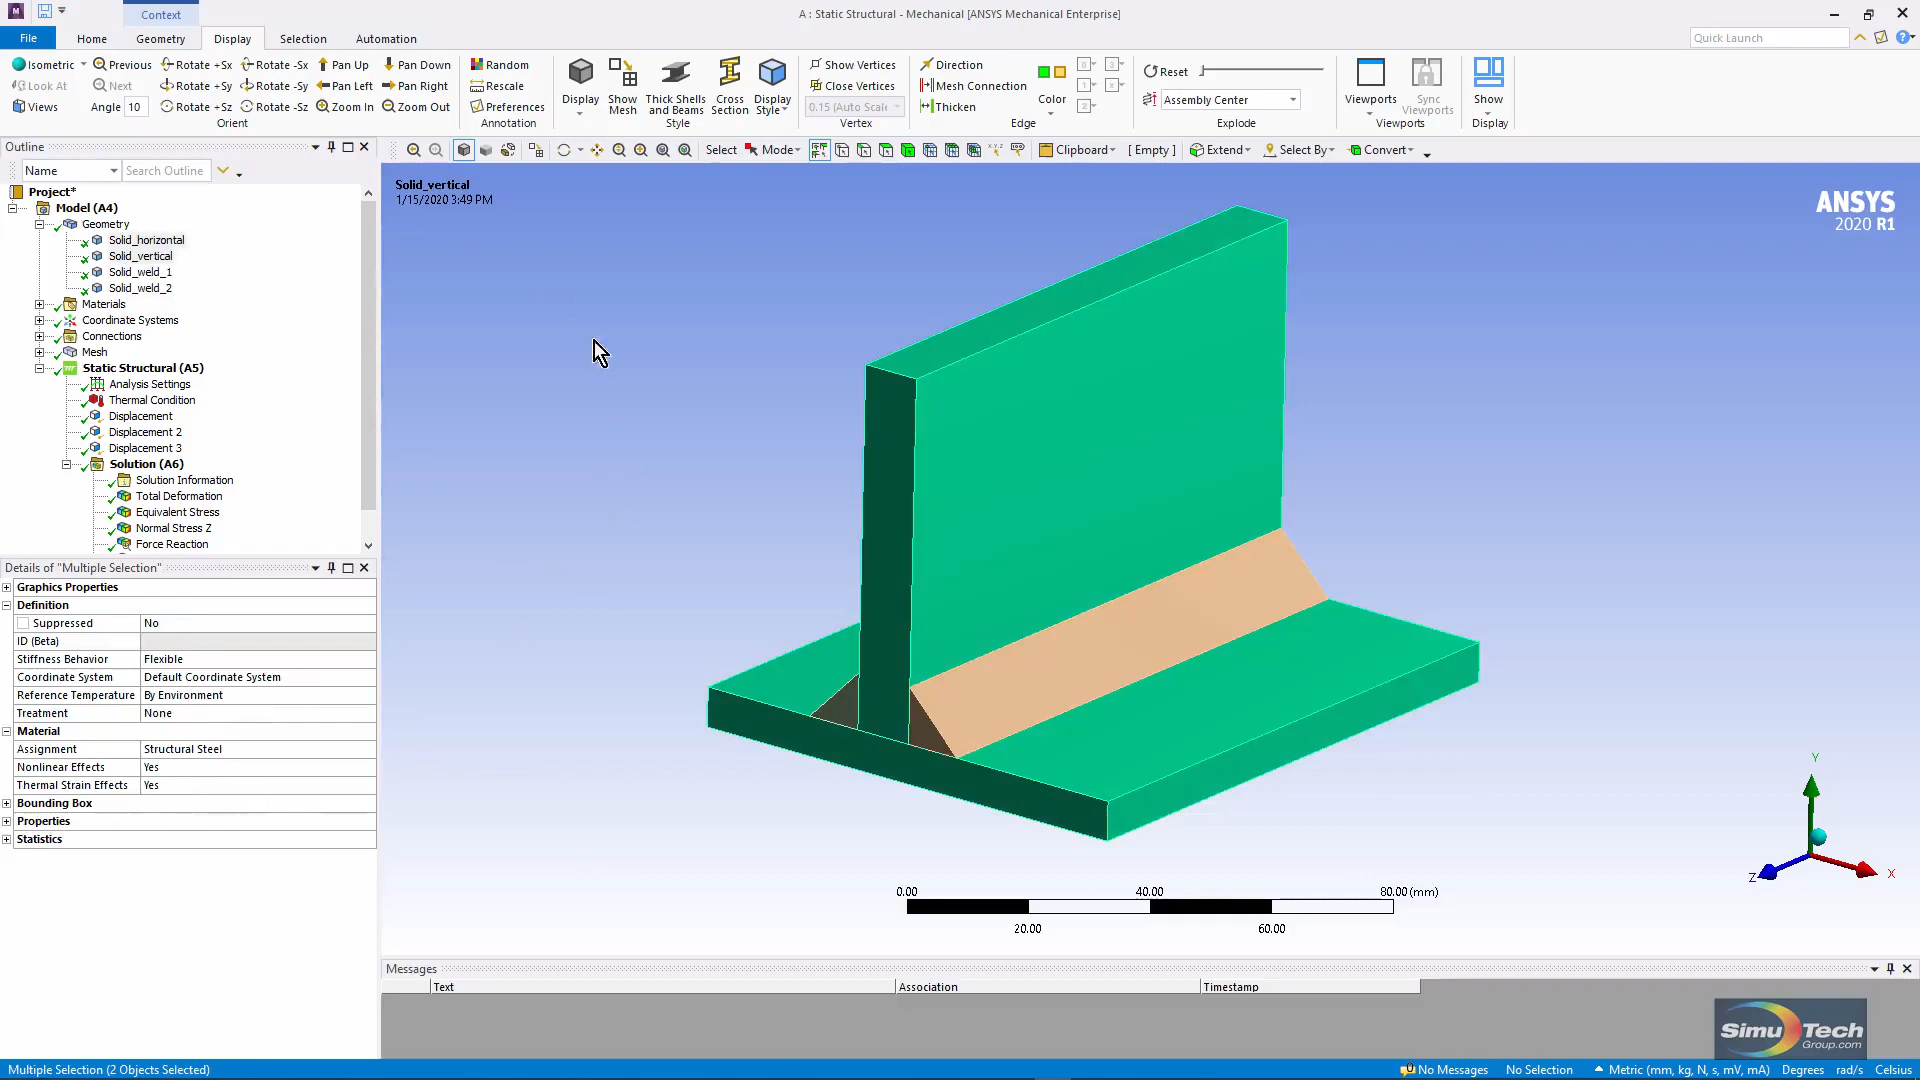 Context
A : Static Structural - Mechanical [ANSYS Mechanical Enterprise]
File Home Geometry Display Selection Automation
Quick Launch
Isometric Previous Rotate +Sx Rotate -Sx Pan Up Pan Down
Look At Next Rotate +Sy Rotate -Sy Pan Left Pan Right
Views Angle 10 Rotate +Sz Rotate -Sz Zoom In Zoom Out
Orient
Random
Rescale
Preferences
Annotation
Display
Show Mesh
Thick Shells and Beams
Cross Section
Display Style
Style
Show Vertices
Close Vertices
0.15 (Auto Scale
Vertex
Direction
Mesh Connection
Thicken
Color
0 3
1 x
2
Edge
Reset
Assembly Center
Explode
Viewports
Sync Viewports
Viewports
Show
Display
Outline
Name Search Outline
Select Mode Clipboard [ Empty ] Extend Select By Convert
Project*
Model (A4)
Geometry
Solid_horizontal
Solid_vertical
Solid_weld_1
Solid_weld_2
Materials
Coordinate Systems
Connections
Mesh
Static Structural (A5)
Analysis Settings
Thermal Condition
Displacement
Displacement 2
Displacement 3
Solution (A6)
Solution Information
Total Deformation
Equivalent Stress
Normal Stress Z
Force Reaction
Details of "Multiple Selection"
Graphics Properties
Definition
Suppressed No
ID (Beta)
Stiffness Behavior Flexible
Coordinate System Default Coordinate System
Reference Temperature By Environment
Treatment None
Material
Assignment Structural Steel
Nonlinear Effects Yes
Thermal Strain Effects Yes
Bounding Box
Properties
Statistics
Solid_vertical
1/15/2020 3:49 PM
ANSYS
2020 R1
Y
Z X
0.00 40.00 80.00 (mm)
20.00 60.00
Messages
Text Association Timestamp
SimuTech
Group.com
Multiple Selection (2 Objects Selected)
No Messages No Selection Metric (mm, kg, N, s, mV, mA) Degrees rad/s Celsius